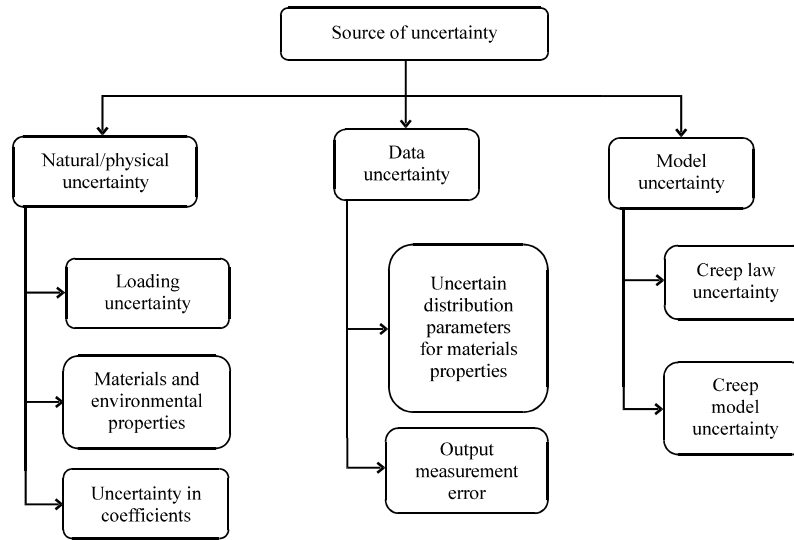 Source of uncertainty
Natural/physical
uncertainty
Data
uncertainty
Model
uncertainty
Loading
uncertainty
Materials and
environmental
properties
Uncertainty in
coefficients
Uncertain
distribution
parameters
for materials
properties
Output
measurement
error
Creep law
uncertainty
Creep
model
uncertainty